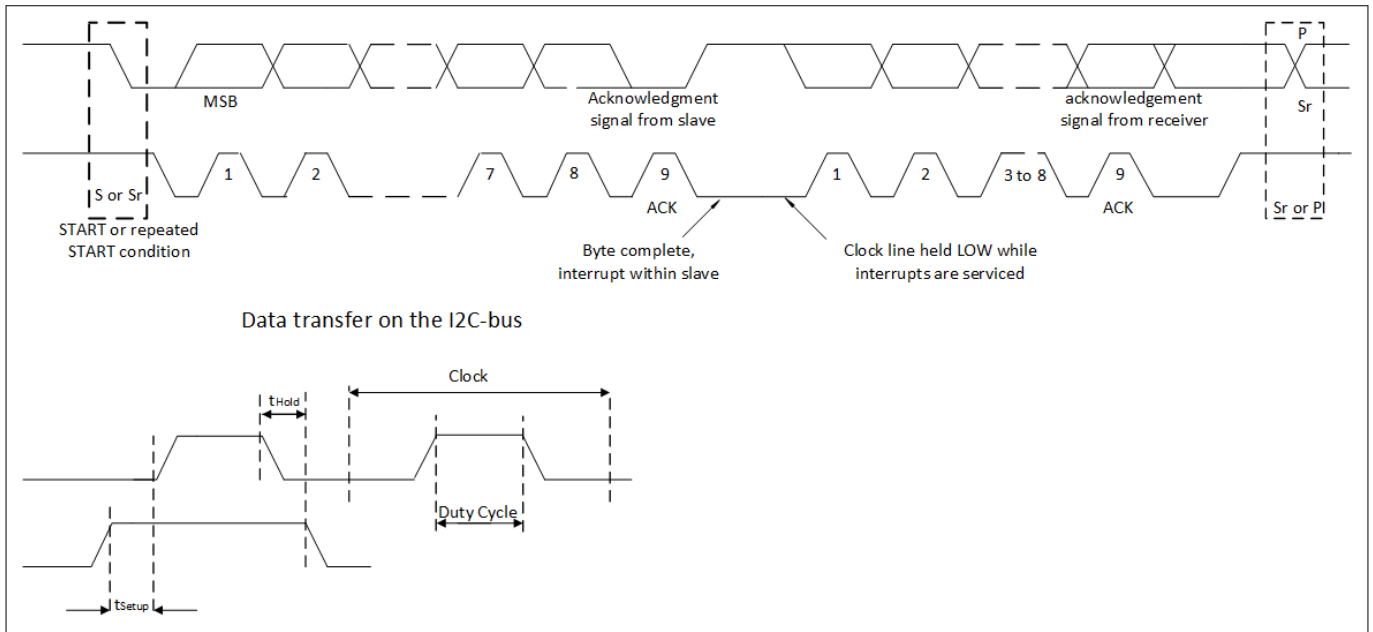 P
MSB
Acknowledgment
signal from slave
acknowledgement
signal from receiver
Sr
1
2
7
8
9
1
2
3 to 8
9
S or Sr
ACK
ACK
Sr or P
START or repeated
START condition
Byte complete,
interrupt within slave
Clock line held LOW while
interrupts are serviced
Data transfer on the I2C-bus
Clock
tHold
Duty Cycle
tSetup